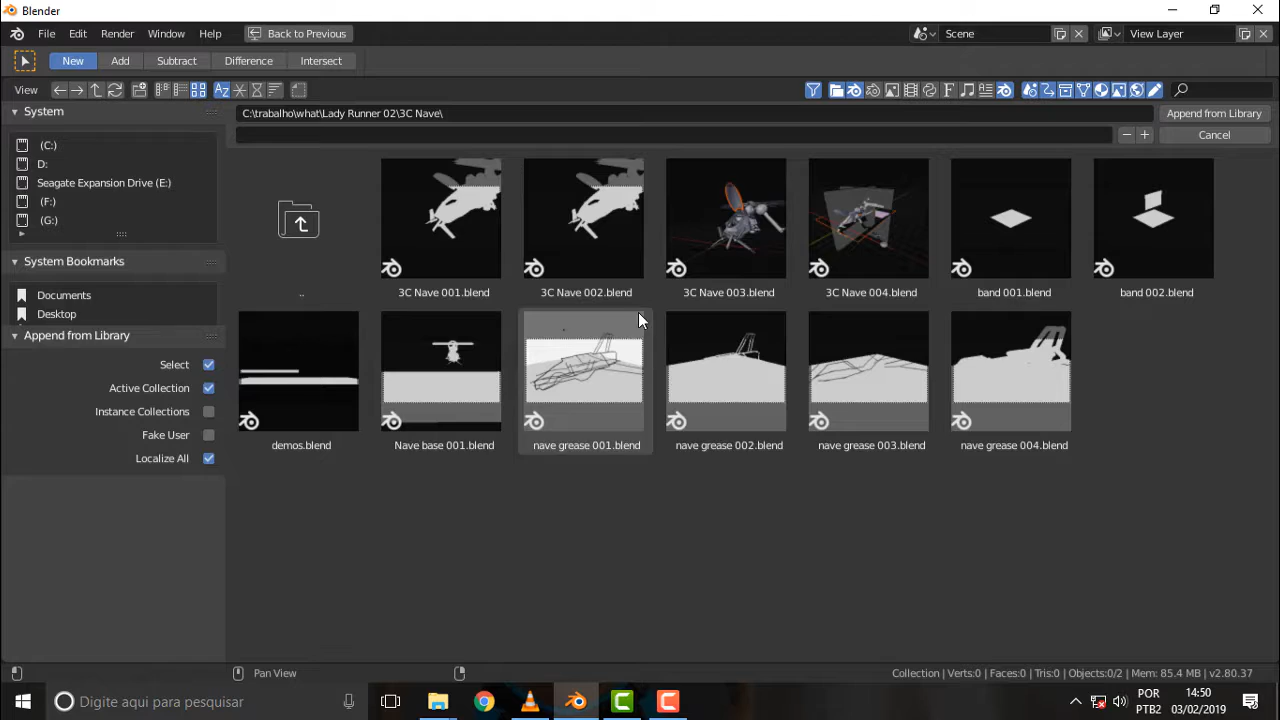 Blender
File Edit Render Window Help Back to Previous Scene View Layer
New Add Subtract Difference Intersect
View
System
C:\trabalho\what\Lady Runner 02\3C Nave\ Append from Library
Cancel
(C:)
D:
Seagate Expansion Drive (E:)
(F:)
(G:)
System Bookmarks
Documents
Desktop
Append from Library
Select
Active Collection
Instance Collections
Fake User
Localize All
.. 3C Nave 001.blend 3C Nave 002.blend 3C Nave 003.blend 3C Nave 004.blend band 001.blend band 002.blend
demos.blend Nave base 001.blend nave grease 001.blend nave grease 002.blend nave grease 003.blend nave grease 004.blend
Pan View Collection | Verts:0 | Faces:0 | Tris:0 | Objects:0/2 | Mem: 85.4 MB | v2.80.37
Digite aqui para pesquisar
POR 14:50
PTB2 03/02/2019